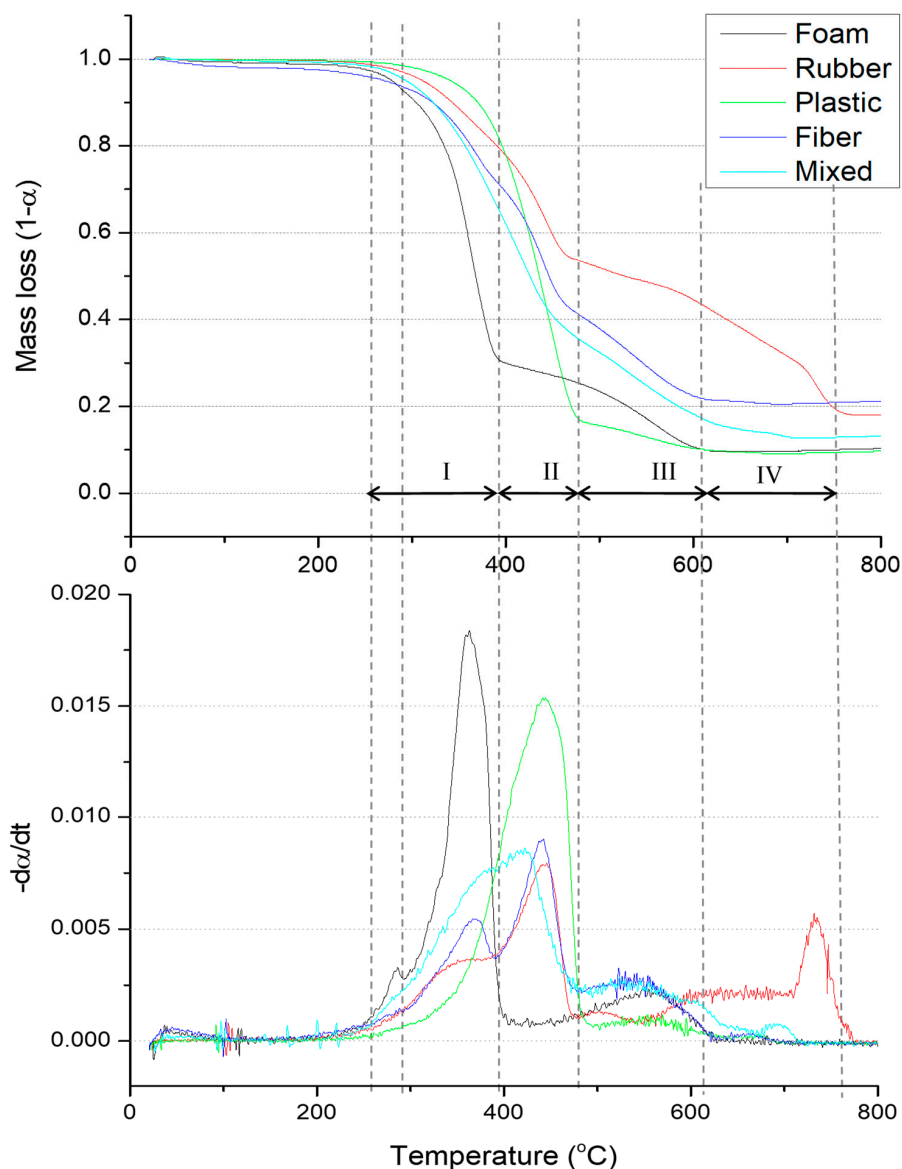 1.0
0.8
0.6
0.4
0.2
0.0
Mass loss (1-α)
Foam
Rubber
Plastic
Fiber
Mixed
I II III IV
0 200 400 600 800
0.020
0.015
0.010
0.005
0.000
-dα/dt
0 200 400 600 800
Temperature (°C)